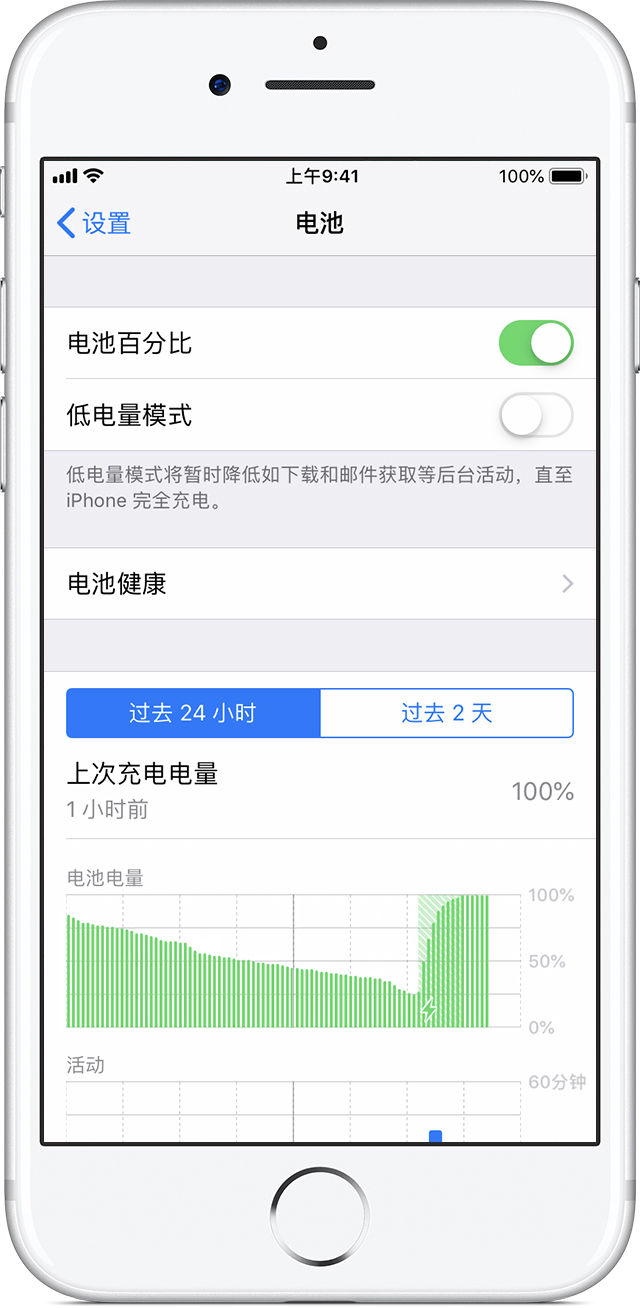 上午9:41
100%
设置
电池
电池百分比
低电量模式
低电量模式将暂时降低如下载和邮件获取等后台活动，直至
iPhone 完全充电。
电池健康
过去 24 小时
过去 2 天
上次充电电量
1 小时前
100%
电池电量
100%
50%
0%
活动
60分钟